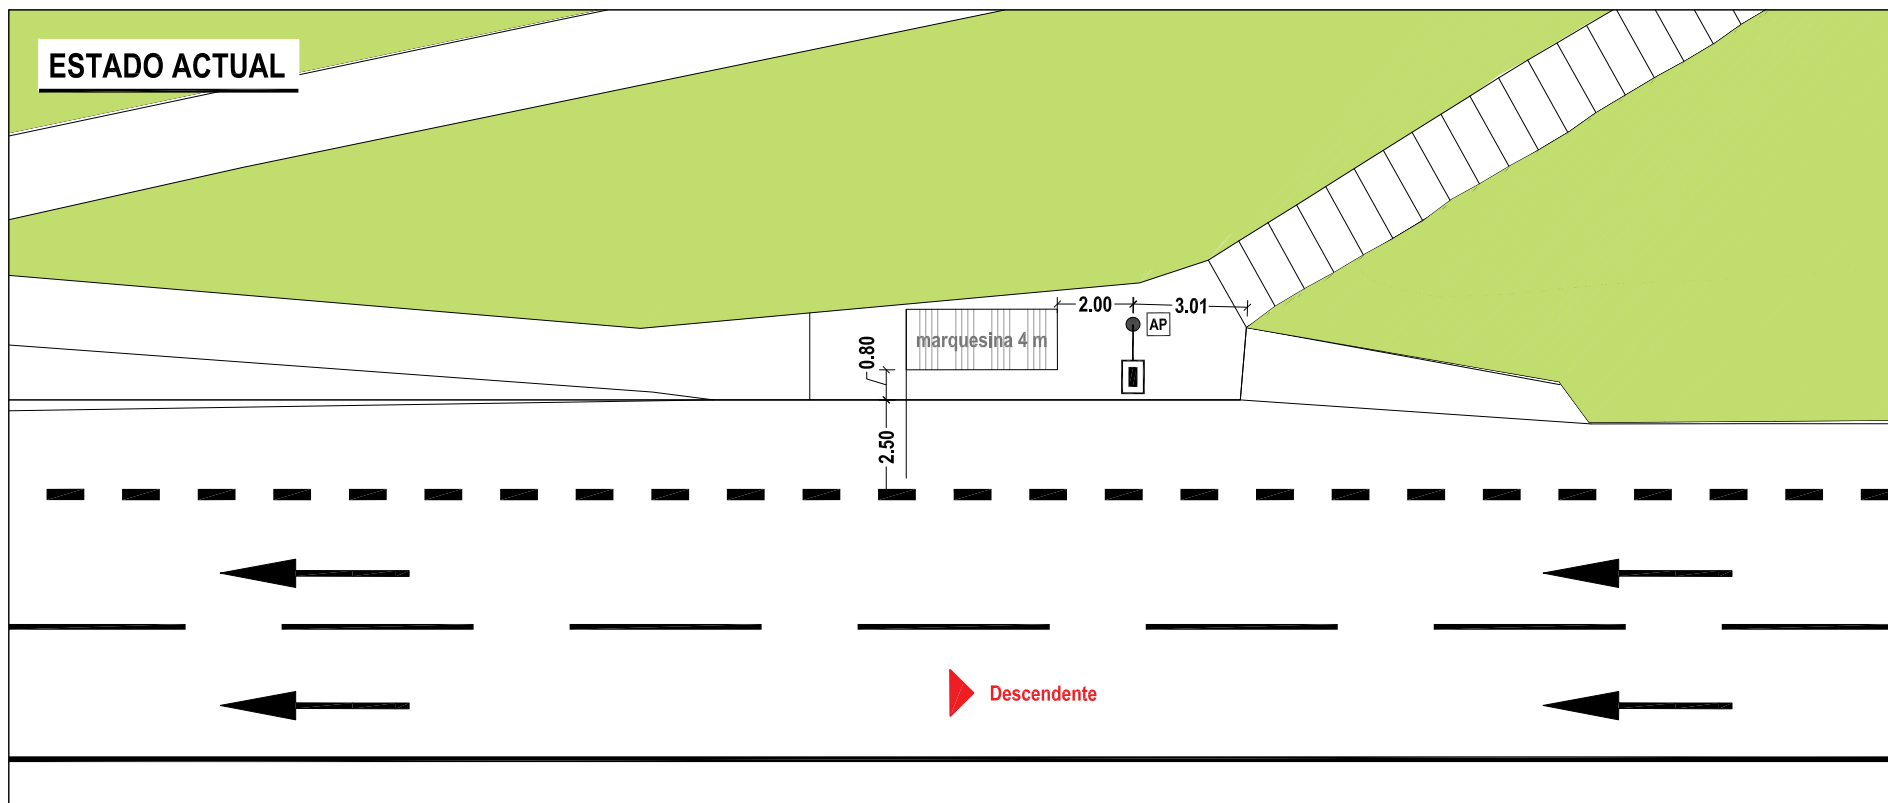 ESTADO ACTUAL
2.00
3.01
AP
marquesina 4 m
0.80
2.50
Descendente